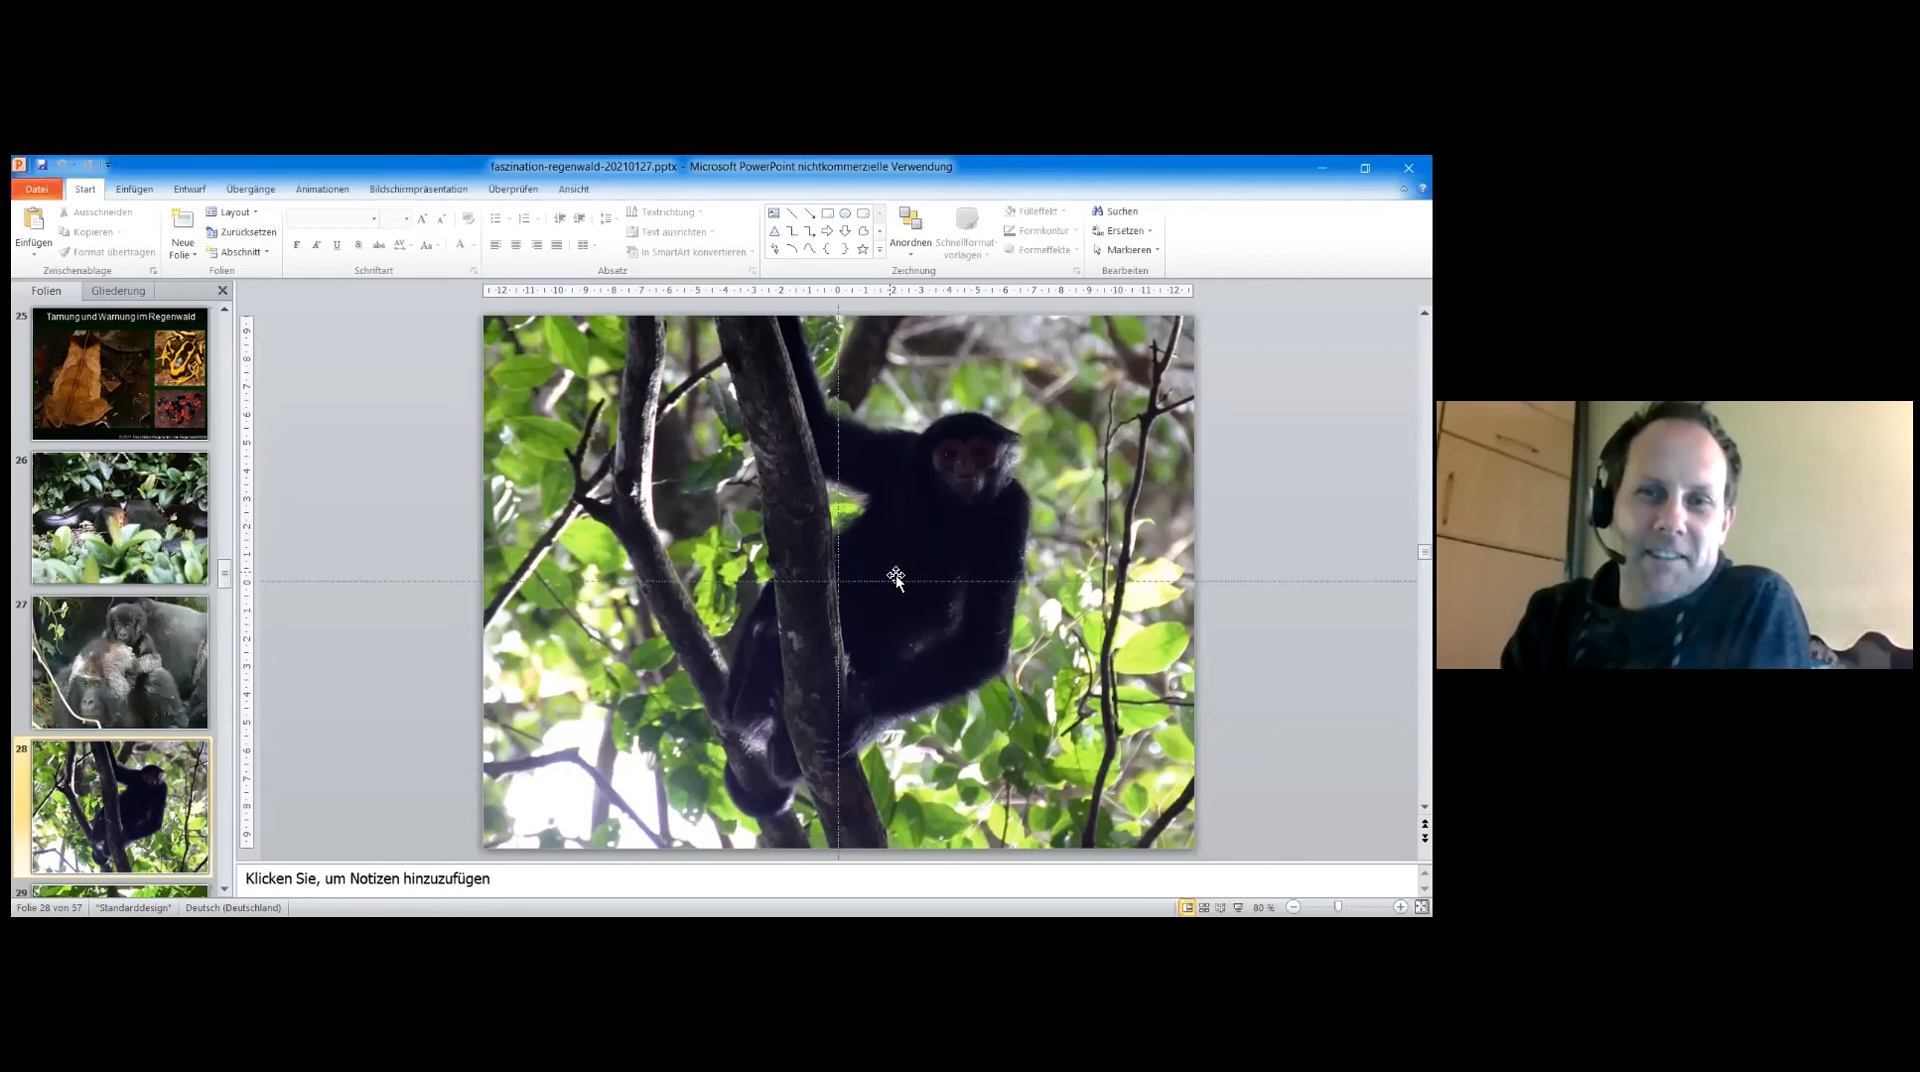 faszination-regenwald-20210127.pptx - Microsoft PowerPoint nichtkommerzielle Verwendung
Datei Start Einfügen Entwurf Übergänge Animationen Bildschirmpräsentation Überprüfen Ansicht
Einfügen
Ausschneiden
Kopieren
Format übertragen
Zwischenablage
Neue
Folie
Layout
Zurücksetzen
Abschnitt
Folien
Schriftart
Textrichtung
Text ausrichten
In SmartArt konvertieren
Absatz
Anordnen
Schnellformat-
vorlagen
Fülleffekt
Formkontur
Formeffekte
Zeichnung
Suchen
Ersetzen
Markieren
Bearbeiten
Folien Gliederung
25
Tarnung und Warnung im Regenwald
26
27
28
29
Klicken Sie, um Notizen hinzuzufügen
Folie 28 von 57 "Standarddesign" Deutsch (Deutschland) 80 %